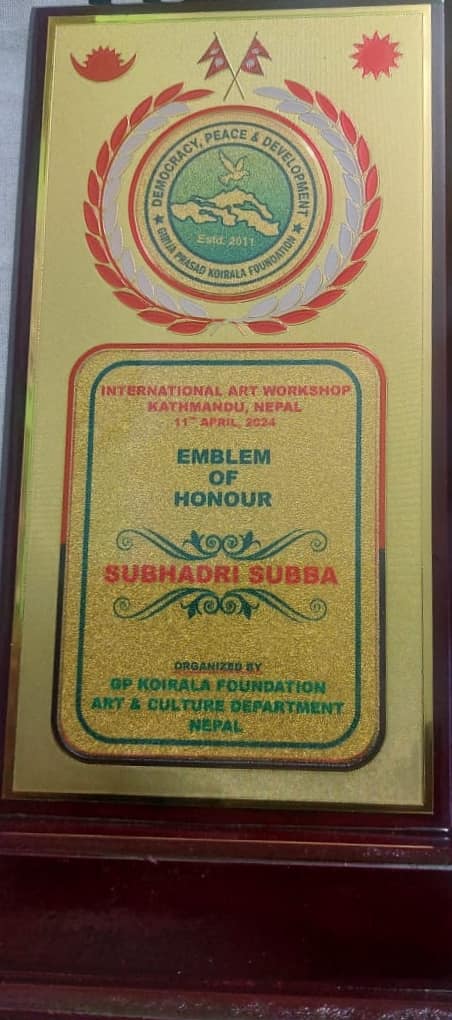 DEMOCRACY, PEACE & DEVELOPMENT
Estd. 2011
GIRIJA PRASAD KOIRALA FOUNDATION
INTERNATIONAL ART WORKSHOP
KATHMANDU, NEPAL
11TH APRIL, 2024
EMBLEM
OF
HONOUR
SUBHADRI SUBBA
ORGANIZED BY
GP KOIRALA FOUNDATION
ART & CULTURE DEPARTMENT
NEPAL